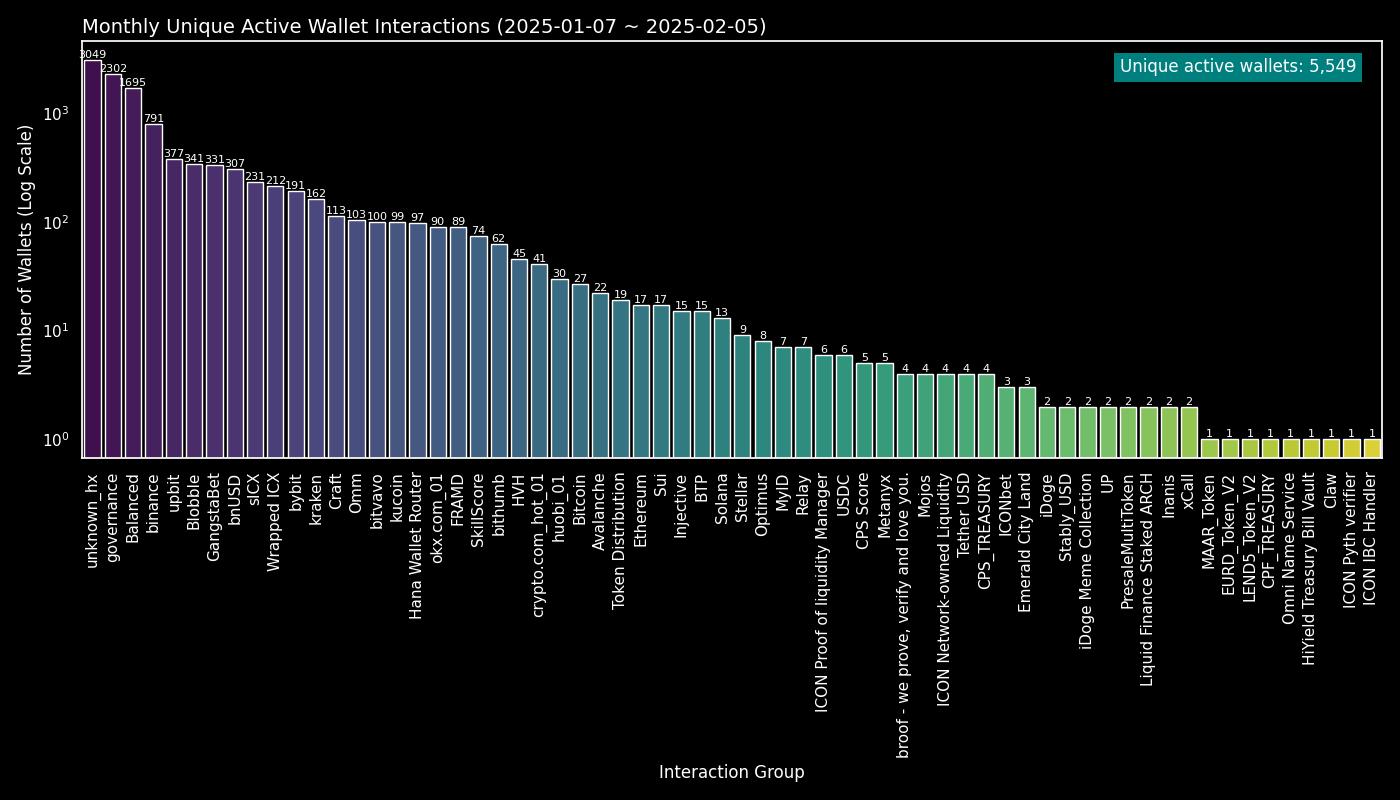 Monthly Unique Active Wallet Interactions (2025-01-07 ~ 2025-02-05)
Unique active wallets: 5,549
Number of Wallets (Log Scale)
10³
10²
10¹
10⁰
3049
2302
1695
791
377
341
331
307
231
212
191
162
113
103
100
99
97
90
89
74
62
45
41
30
27
22
19
17
17
15
15
13
9
8
7
7
6
6
5
5
4
4
4
4
4
3
3
2
2
2
2
2
2
2
2
1
1
1
1
1
1
1
1
1
unknown_hx
governance
Balanced
binance
upbit
Blobble
GangstaBet
bnUSD
sICX
Wrapped ICX
bybit
kraken
Craft
Omm
bitvavo
kucoin
Hana Wallet Router
okx.com_01
FRAMD
SkillScore
bithumb
HVH
crypto.com_hot_01
huobi_01
Bitcoin
Avalanche
Token Distribution
Ethereum
Sui
Injective
BTP
Solana
Stellar
Optimus
MyID
Relay
ICON Proof of liquidity Manager
USDC
CPS Score
Metanyx
broof - we prove, verify and love you.
Mojos
ICON Network-owned Liquidity
Tether USD
CPS_TREASURY
ICONbet
Emerald City Land
iDoge
Stably_USD
iDoge Meme Collection
UP
PresaleMultiToken
Liquid Finance Staked ARCH
Inanis
xCall
MAAR_Token
EURD_Token_V2
LEND5_Token_V2
CPF_TREASURY
Omni Name Service
HiYield Treasury Bill Vault
Claw
ICON Pyth verifier
ICON IBC Handler
Interaction Group